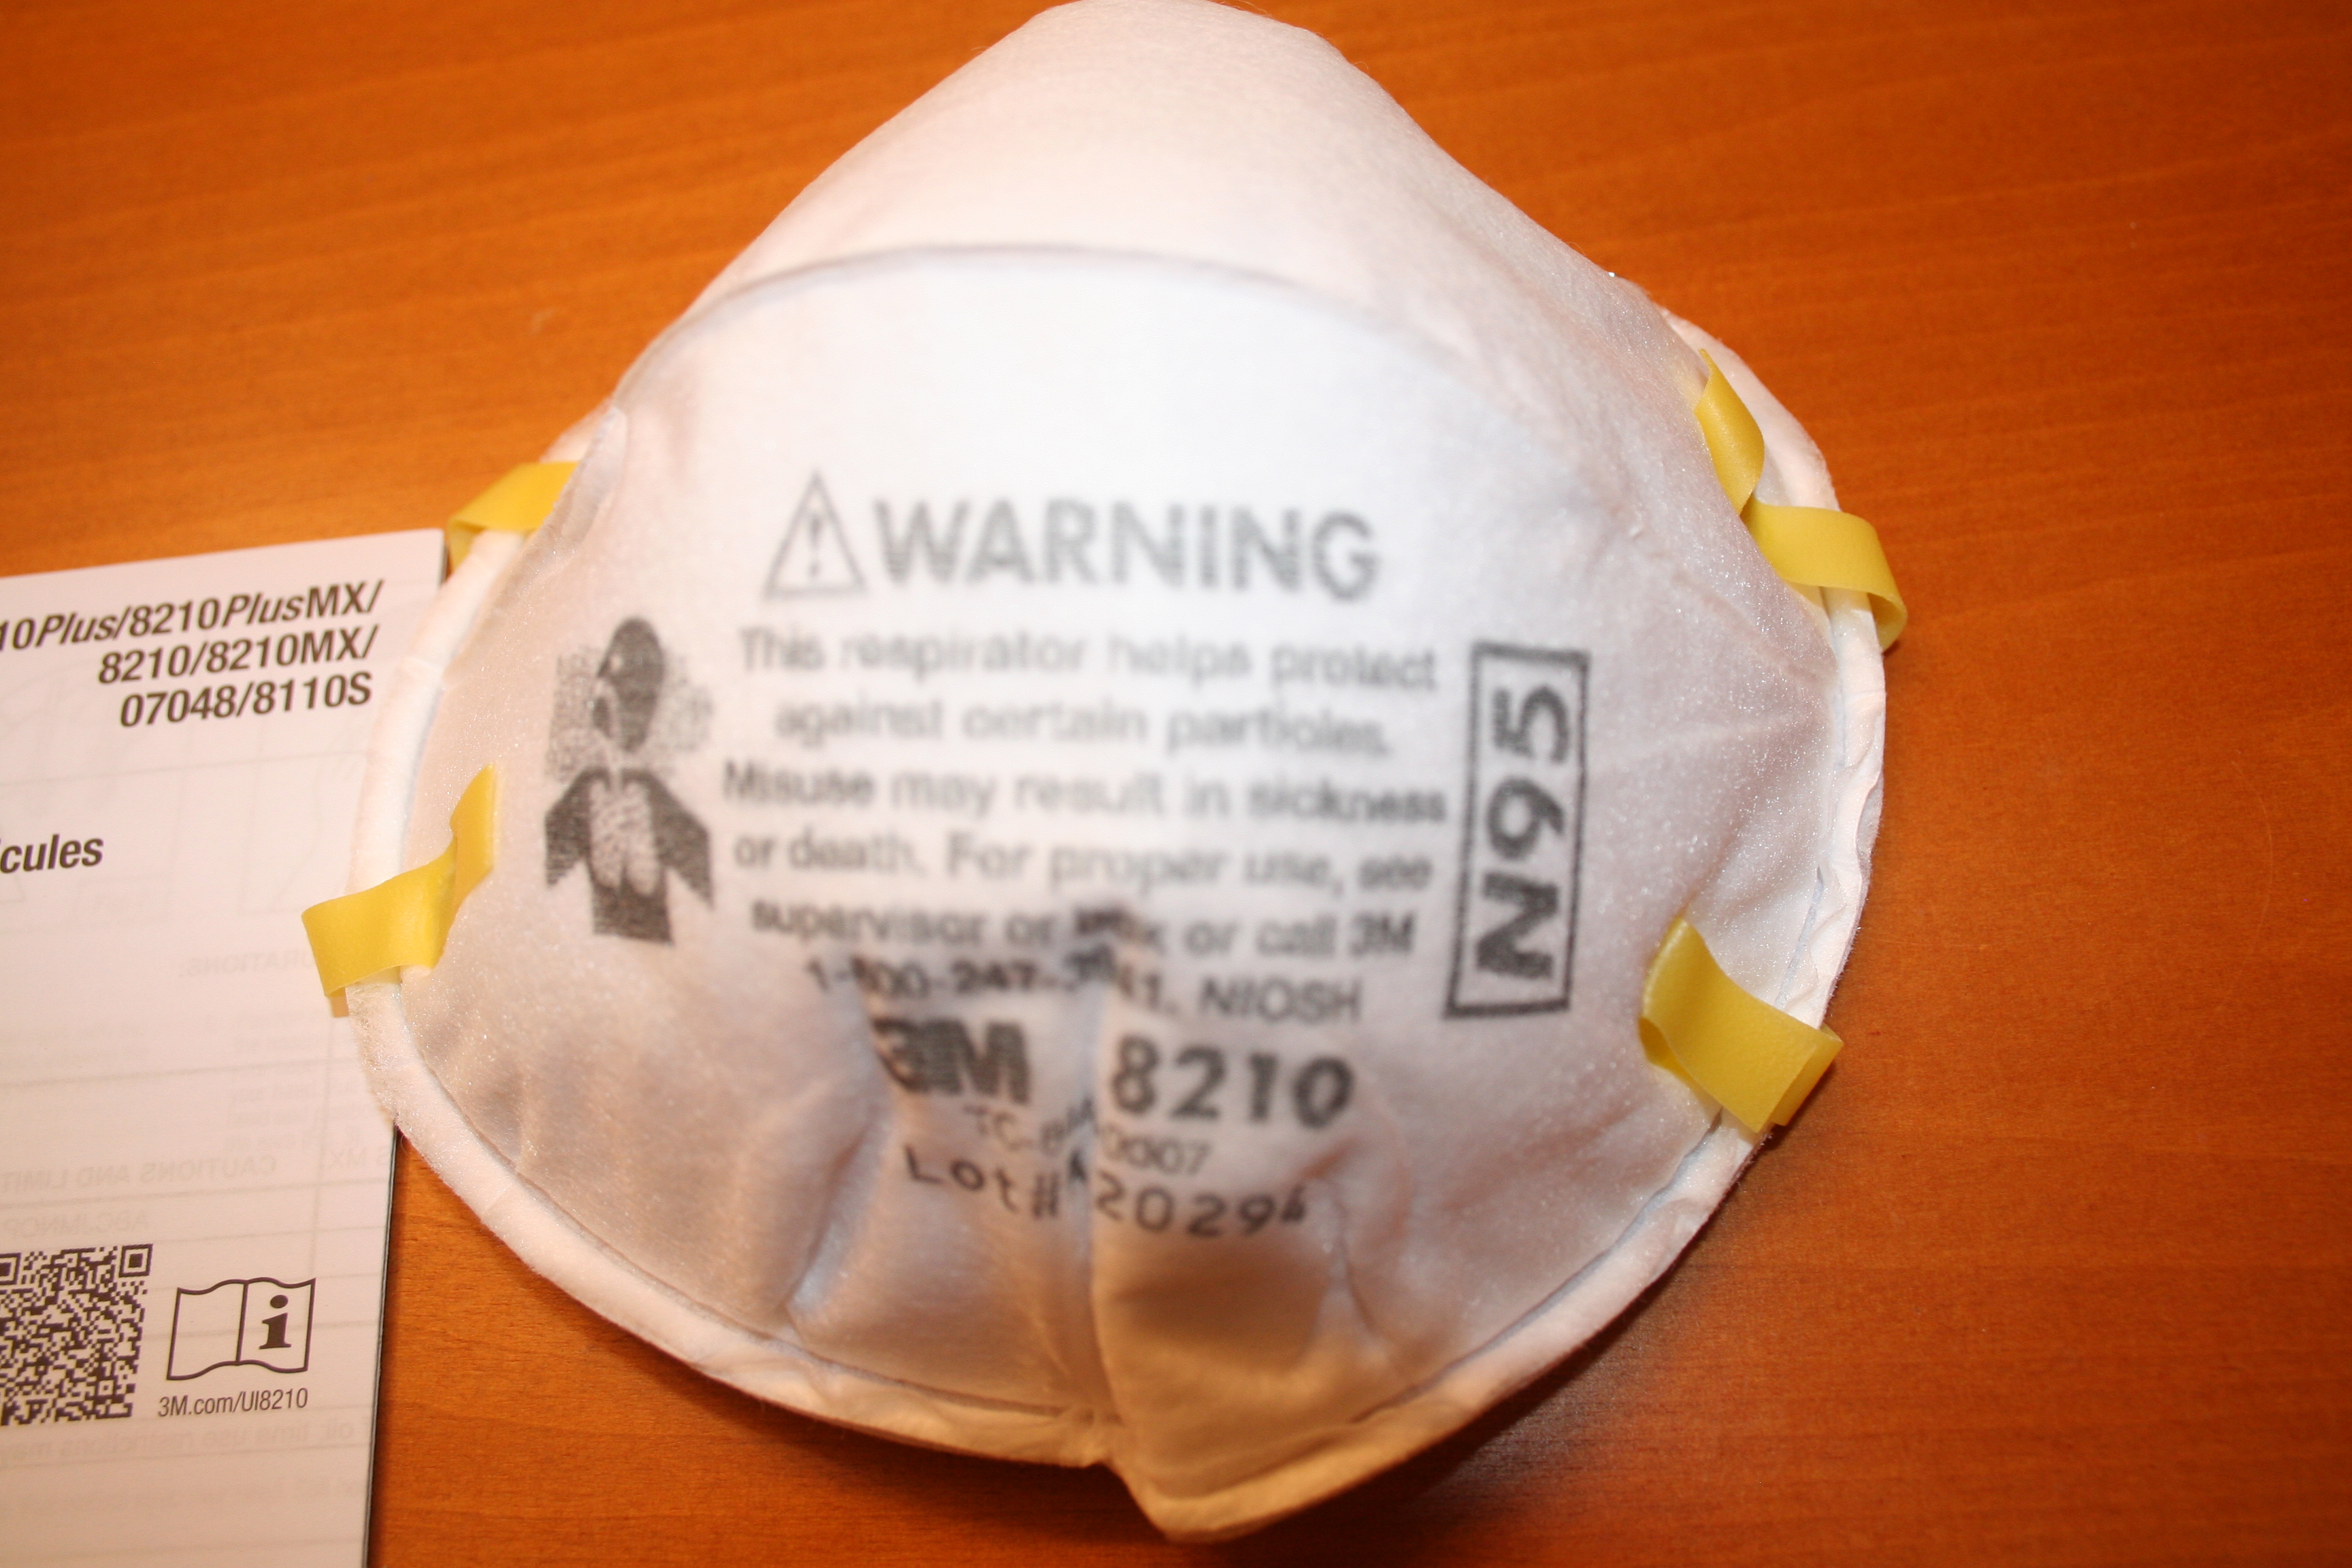 10Plus/8210PlusMX/
8210/8210MX/
07048/8110S
cules
3M.com/UI8210
WARNING
This respirator helps protect
against certain particles.
Misuse may result in sickness
or death. For proper use, see
supervisor or or call 3M
NIOSH
N95
3M 8210
Lot#